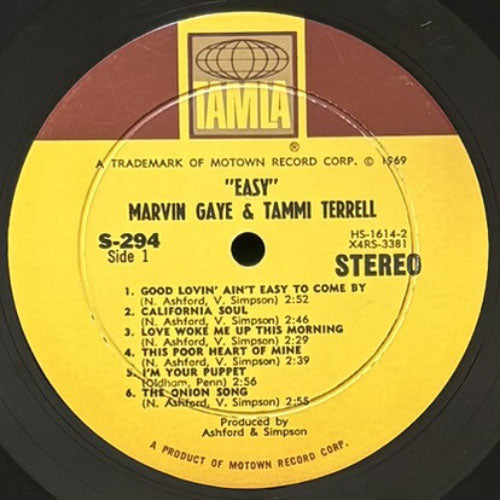 TAMLA
®
A TRADEMARK OF MOTOWN RECORD CORP. © 1969
"EASY"
MARVIN GAYE & TAMMI TERRELL
S-294
Side 1
HS-1614-2
X4RS-3381
STEREO
1. GOOD LOVIN' AIN'T EASY TO COME BY
(N. Ashford, V. Simpson) 2:52
2. CALIFORNIA SOUL
(N. Ashford, V. Simpson) 2:46
3. LOVE WOKE ME UP THIS MORNING
(N. Ashford, V. Simpson) 2:29
4. THIS POOR HEART OF MINE
(N. Ashford, V. Simpson) 2:39
5. I'M YOUR PUPPET
(Oldham, Penn) 2:56
6. THE ONION SONG
(N. Ashford, V. Simpson) 2:56
Produced by
Ashford & Simpson
A PRODUCT OF MOTOWN RECORD CORP.